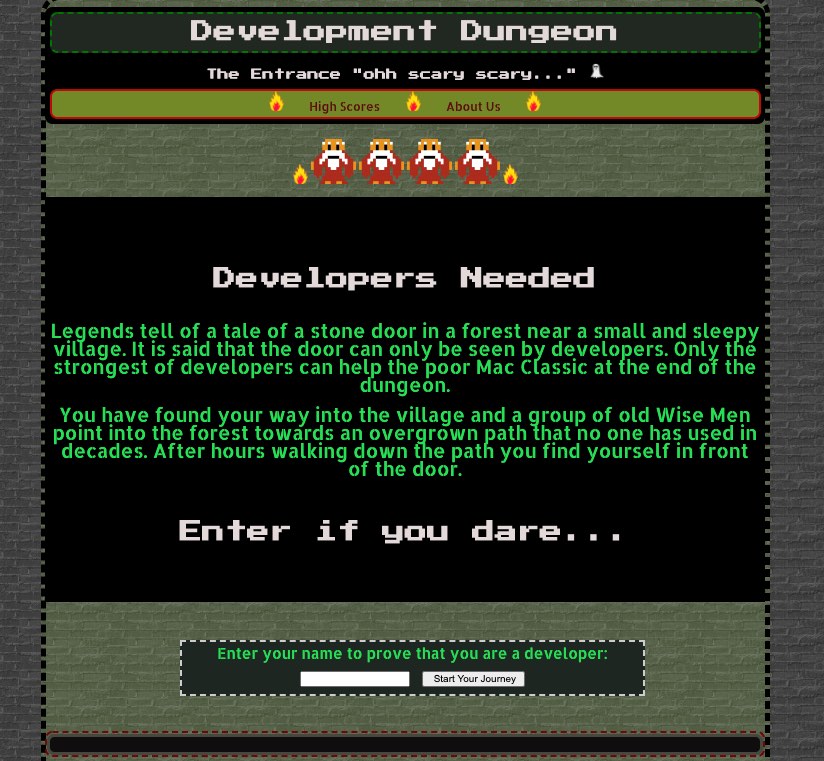 Development Dungeon
The Entrance "ohh scary scary..."
High Scores About Us
Developers Needed
Legends tell of a tale of a stone door in a forest near a small and sleepy
village. It is said that the door can only be seen by developers. Only the
strongest of developers can help the poor Mac Classic at the end of the
dungeon.
You have found your way into the village and a group of old Wise Men
point into the forest towards an overgrown path that no one has used in
decades. After hours walking down the path you find yourself in front
of the door.
Enter if you dare...
Enter your name to prove that you are a developer:
Start Your Journey